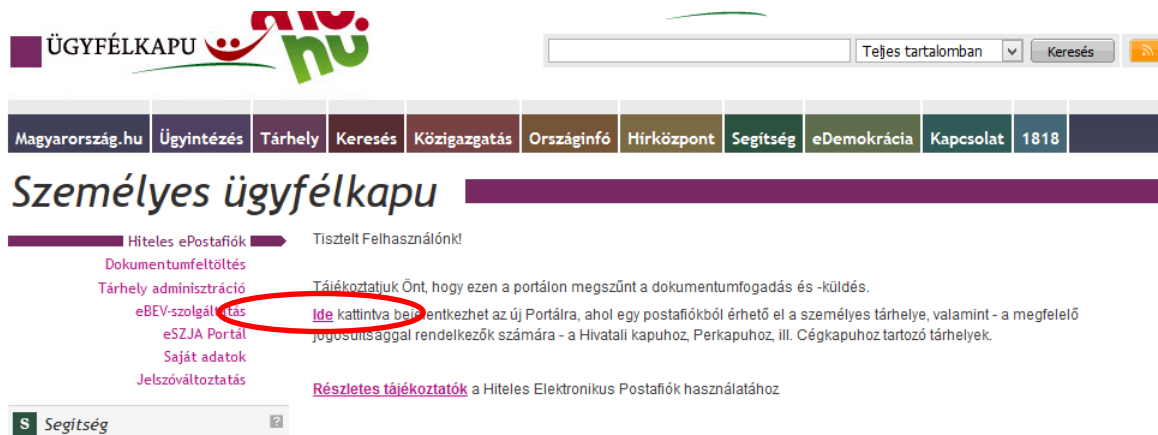 ÜGYFÉLKAPU
mo.
hu
Teljes tartalomban
Keresés
Magyarország.hu Ügyintézés Tárhely Keresés Közigazgatás Országinfó Hírközpont Segítség eDemokrácia Kapcsolat 1818
Személyes ügyfélkapu
Hiteles ePostafiók
Dokumentumfeltöltés
Tárhely adminisztráció
eBEV-szolgáltatás
eSZJA Portál
Saját adatok
Jelszóváltoztatás
S Segítség ?
Tisztelt Felhasználónk!
Tájékoztatjuk Önt, hogy ezen a portálon megszűnt a dokumentumfogadás és -küldés.
Ide kattintva bejelentkezhet az új Portálra, ahol egy postafiókból érhető el a személyes tárhelye, valamint - a megfelelő
jogosultsággal rendelkezők számára - a Hivatali kapuhoz, Perkapuhoz, ill. Cégkapuhoz tartozó tárhelyek.
Részletes tájékoztatók a Hiteles Elektronikus Postafiók használatához